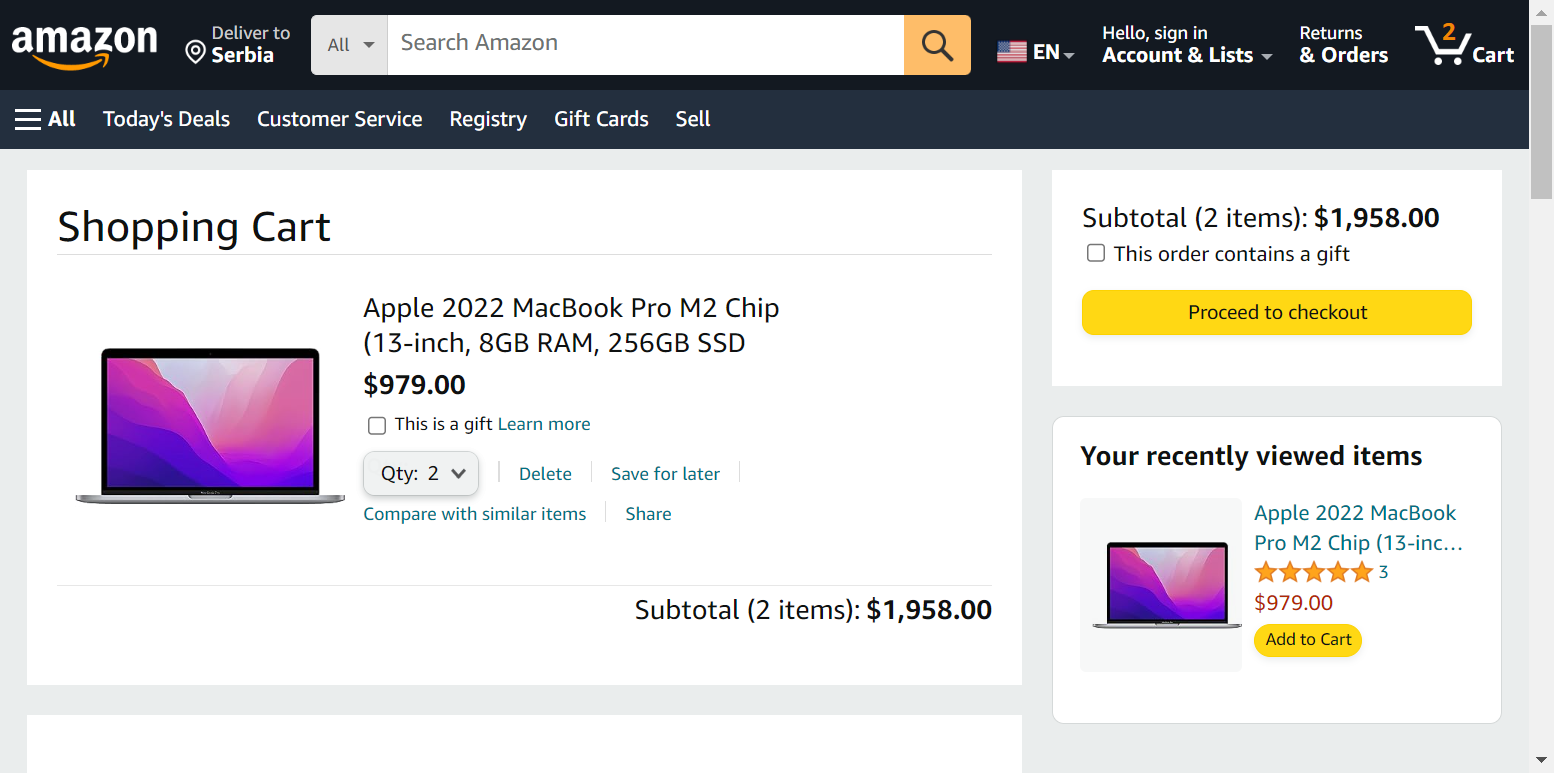 amazon
Deliver to
Serbia
All
Search Amazon
EN
Hello, sign in
Account & Lists
Returns
& Orders
2
Cart
All
Today's Deals
Customer Service
Registry
Gift Cards
Sell
Shopping Cart
Apple 2022 MacBook Pro M2 Chip
(13-inch, 8GB RAM, 256GB SSD
$979.00
This is a gift Learn more
Qty: 2
Delete
Save for later
Compare with similar items
Share
Subtotal (2 items): $1,958.00
Subtotal (2 items): $1,958.00
This order contains a gift
Proceed to checkout
Your recently viewed items
Apple 2022 MacBook
Pro M2 Chip (13-inc…
3
$979.00
Add to Cart